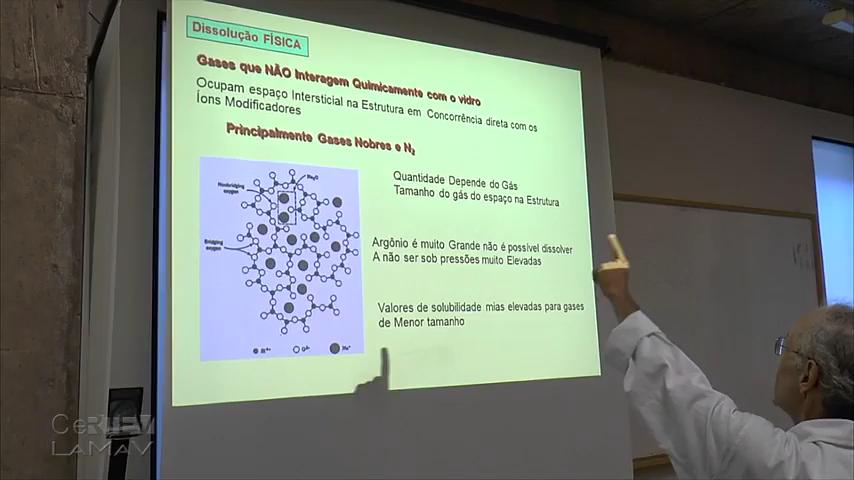 Dissolução FÍSICA
Gases que NÃO Interagem Quimicamente com o vidro
Ocupam espaço Intersticial na Estrutura em Concorrência direta com os
Íons Modificadores
Principalmente Gases Nobres e N₂
Nonbridging
oxygen
Na₂O
Bridging
oxygen
Si⁴⁺
O²⁻
Na⁺
Quantidade Depende do Gás
Tamanho do gás do espaço na Estrutura
Argônio é muito Grande não é possível dissolver
A não ser sob pressões muito Elevadas
Valores de solubilidade mias elevadas para gases
de Menor tamanho
CeRTEV
LaMaV